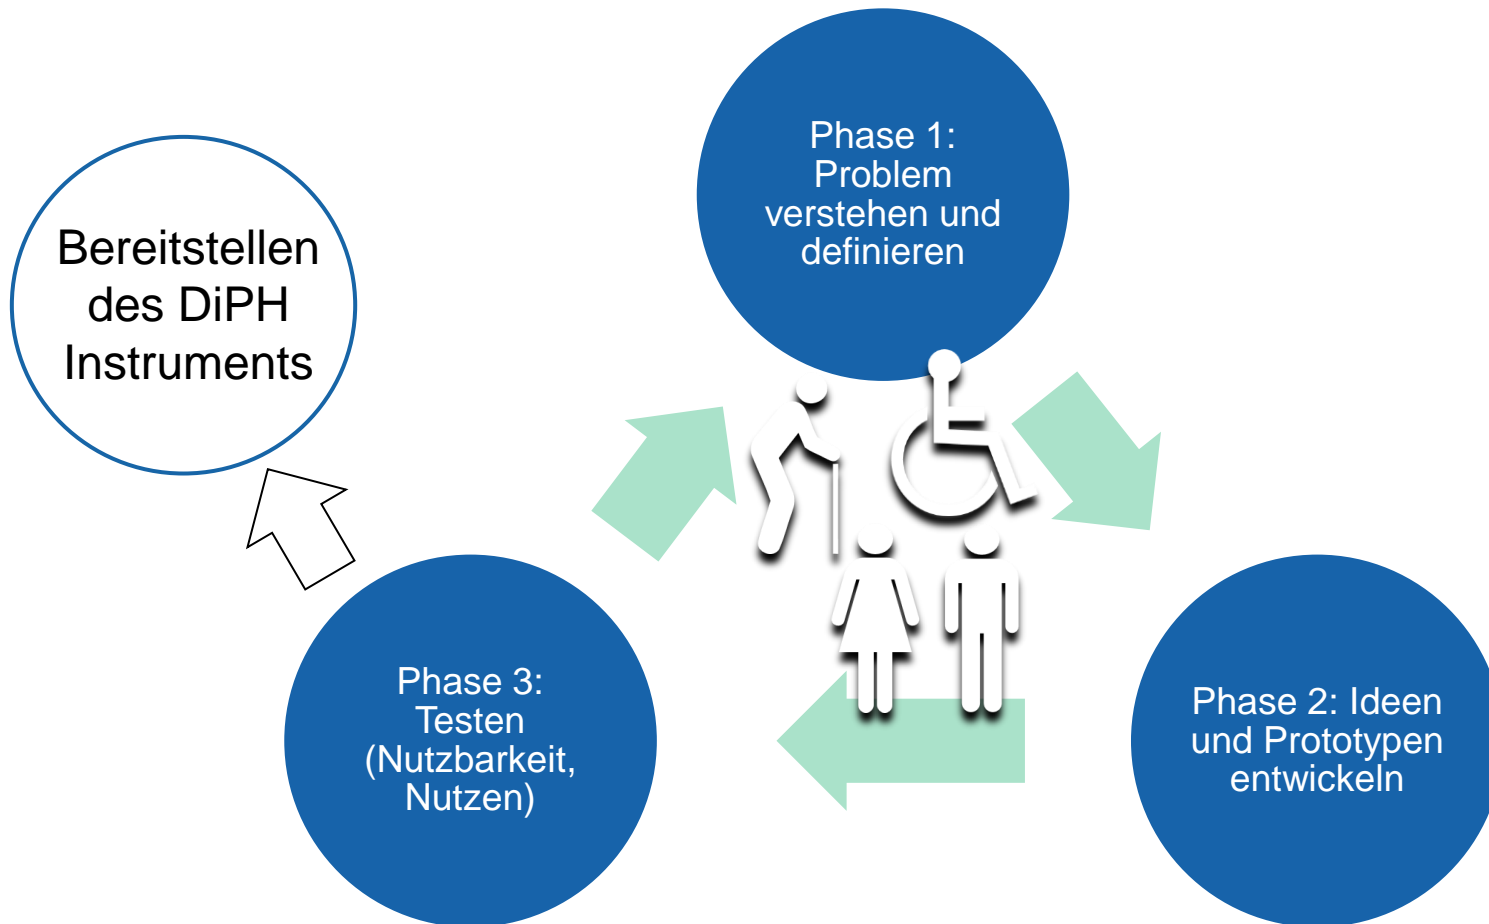 Phase 1:
Problem
verstehen und
definieren
Bereitstellen
des DiPH
Instruments
Phase 3:
Testen
(Nutzbarkeit,
Nutzen)
Phase 2: Ideen
und Prototypen
entwickeln